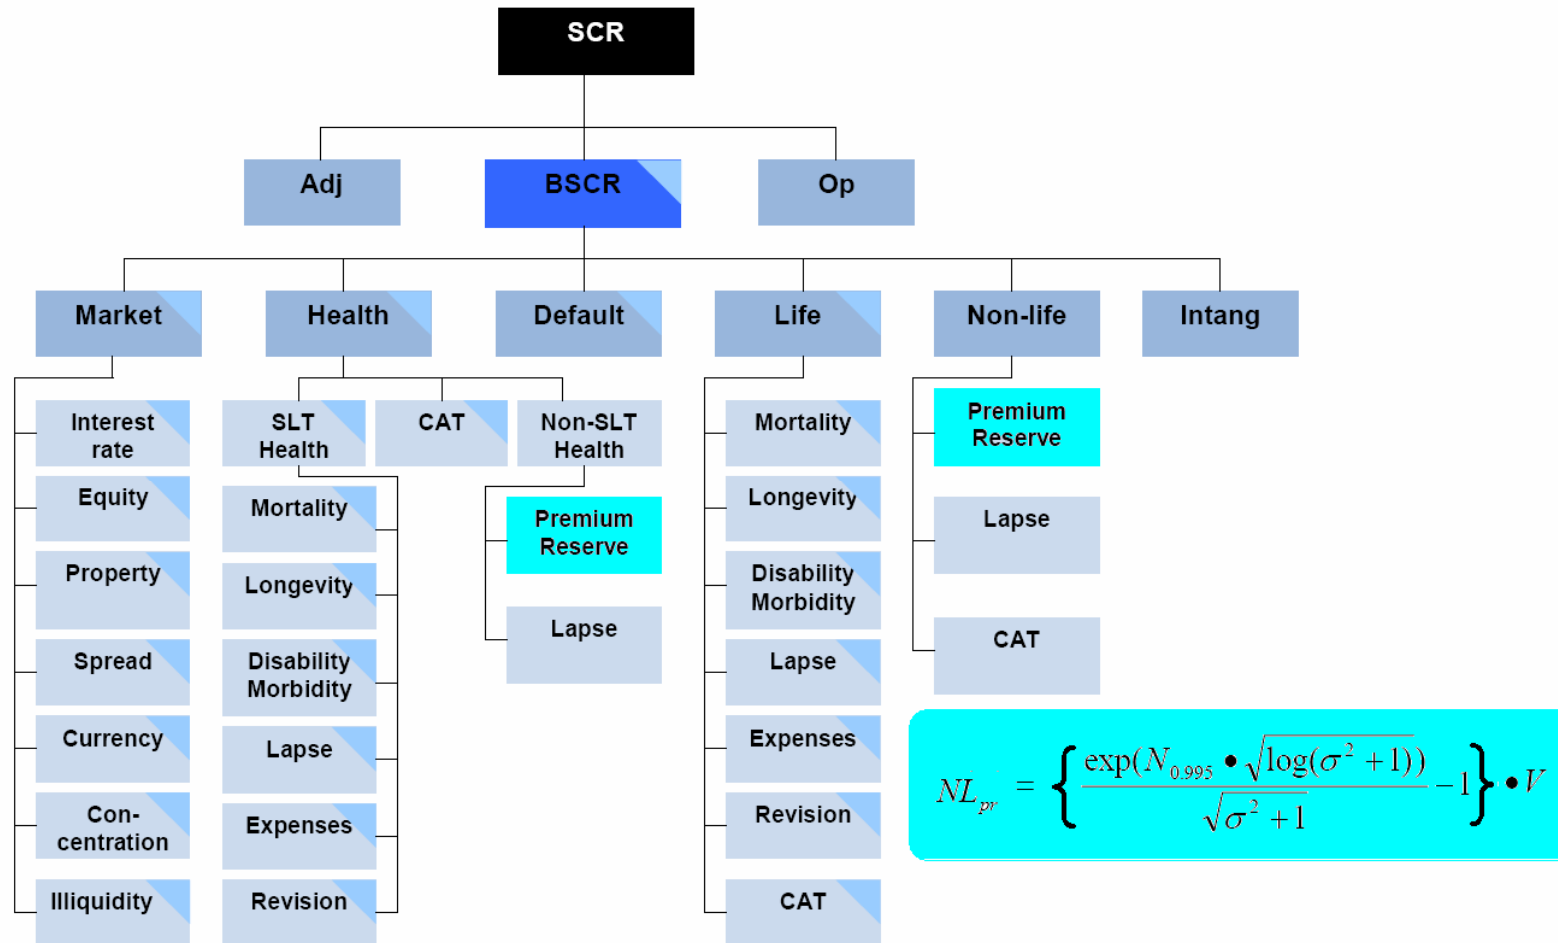 SCR
Adj
BSCR
Op
Market
Health
Default
Life
Non-life
Intang
Interest
rate
Equity
Property
Spread
Currency
Con-
centration
Illiquidity
SLT
Health
Mortality
Longevity
Disability
Morbidity
Lapse
Expenses
Revision
CAT
Non-SLT
Health
Premium
Reserve
Lapse
Mortality
Longevity
Disability
Morbidity
Lapse
Expenses
Revision
CAT
Premium
Reserve
Lapse
CAT
NL_pr = { exp(N_0.995 • √(log(σ² + 1))) / √(σ² + 1) − 1 } • V